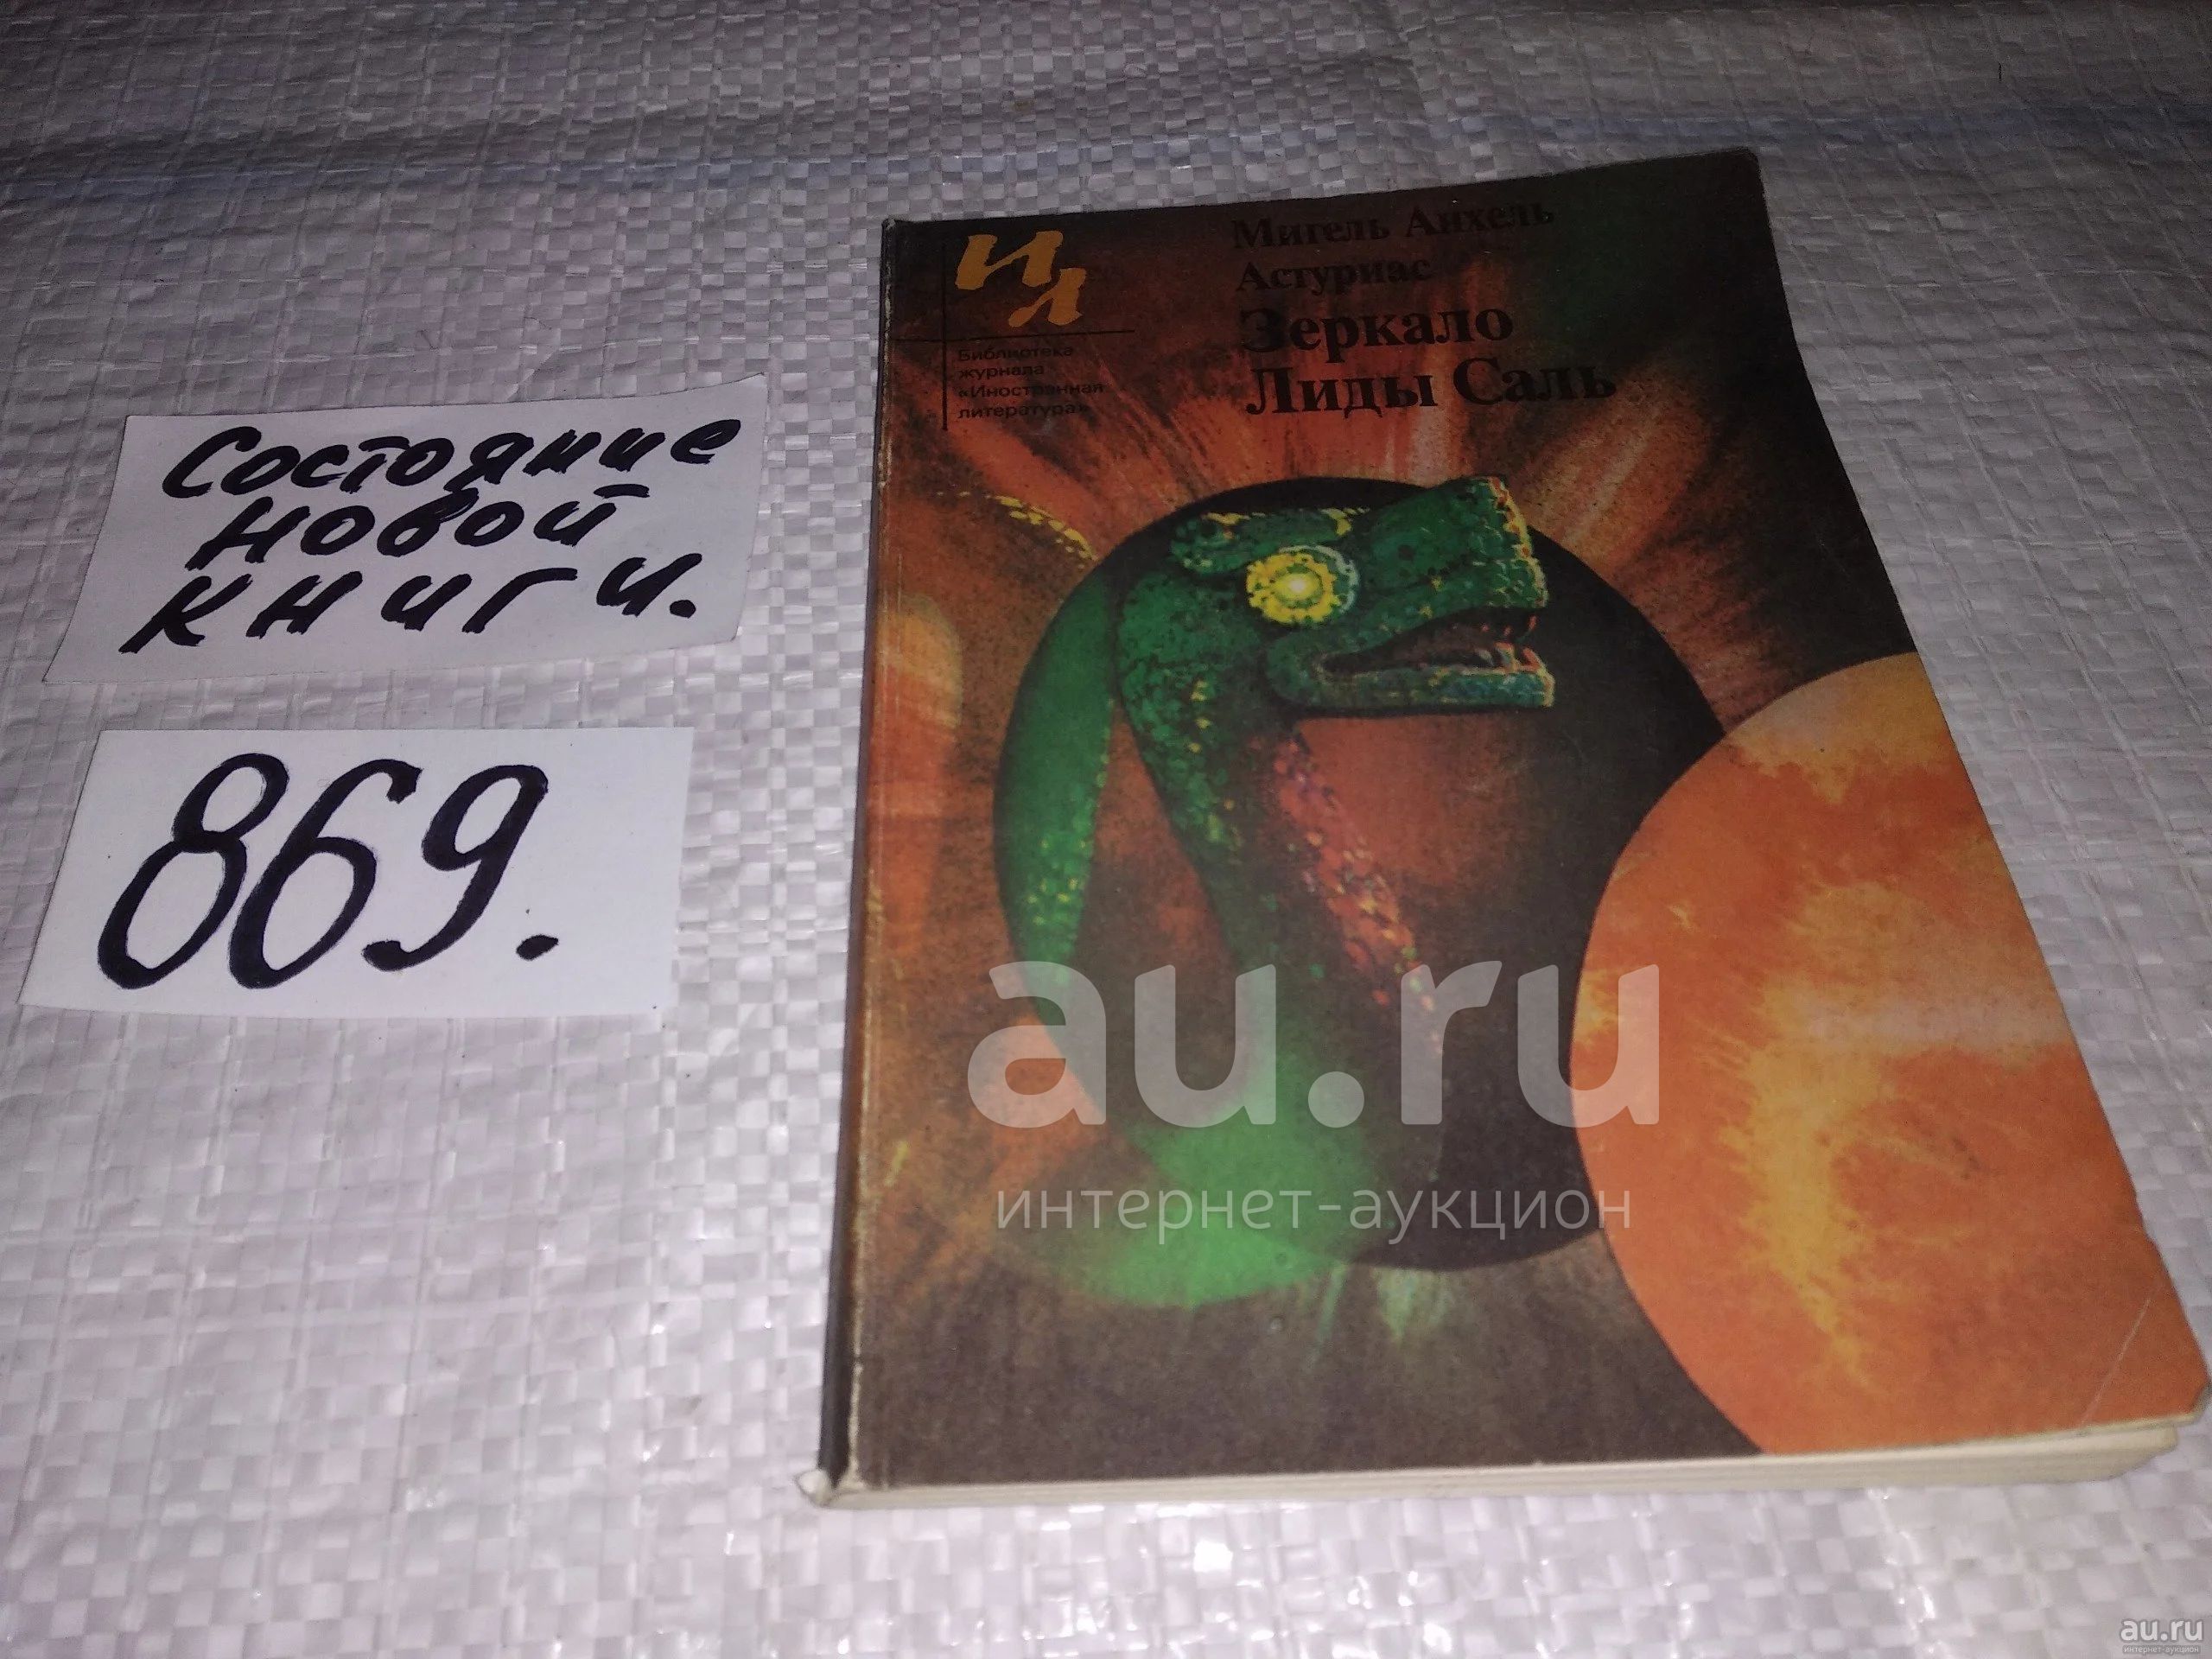 Состояние
новой
книги.
869.
ИЛ
Библиотека
журнала
«Иностранная
литература»
Мигель Анхель
Астуриас
Зеркало
Лиды Саль
au.ru
интернет-аукцион
au.ru
интернет-аукцион